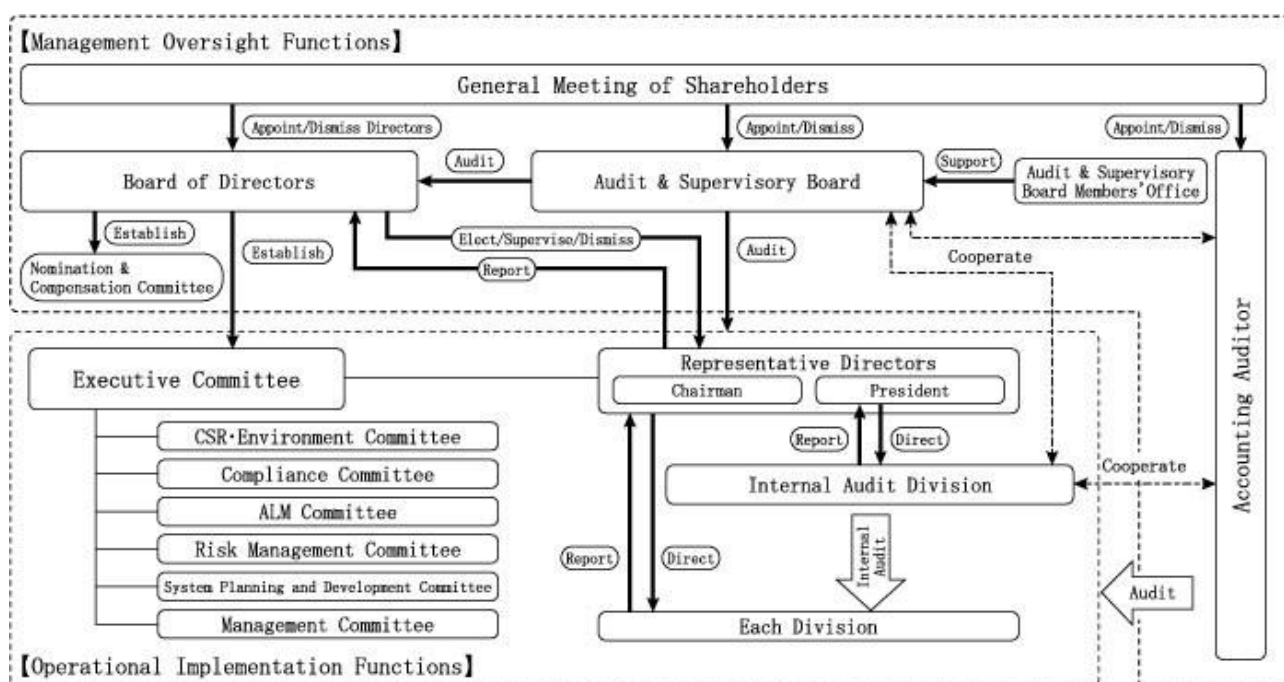 【Management Oversight Functions】
General Meeting of Shareholders
Appoint/Dismiss Directors
Appoint/Dismiss
Appoint/Dismiss
Board of Directors
Audit
Audit & Supervisory Board
Support
Audit & Supervisory
Board Members'Office
Establish
Establish
Elect/Supervise/Dismiss
Report
Audit
Cooperate
Nomination &
Compensation Committee
Accounting Auditor
Executive Committee
Representative Directors
Chairman
President
CSR・Environment Committee
Compliance Committee
ALM Committee
Risk Management Committee
System Planning and Development Committee
Management Committee
Report
Direct
Cooperate
Internal Audit Division
Report
Direct
Internal
Audit
Audit
Each Division
【Operational Implementation Functions】